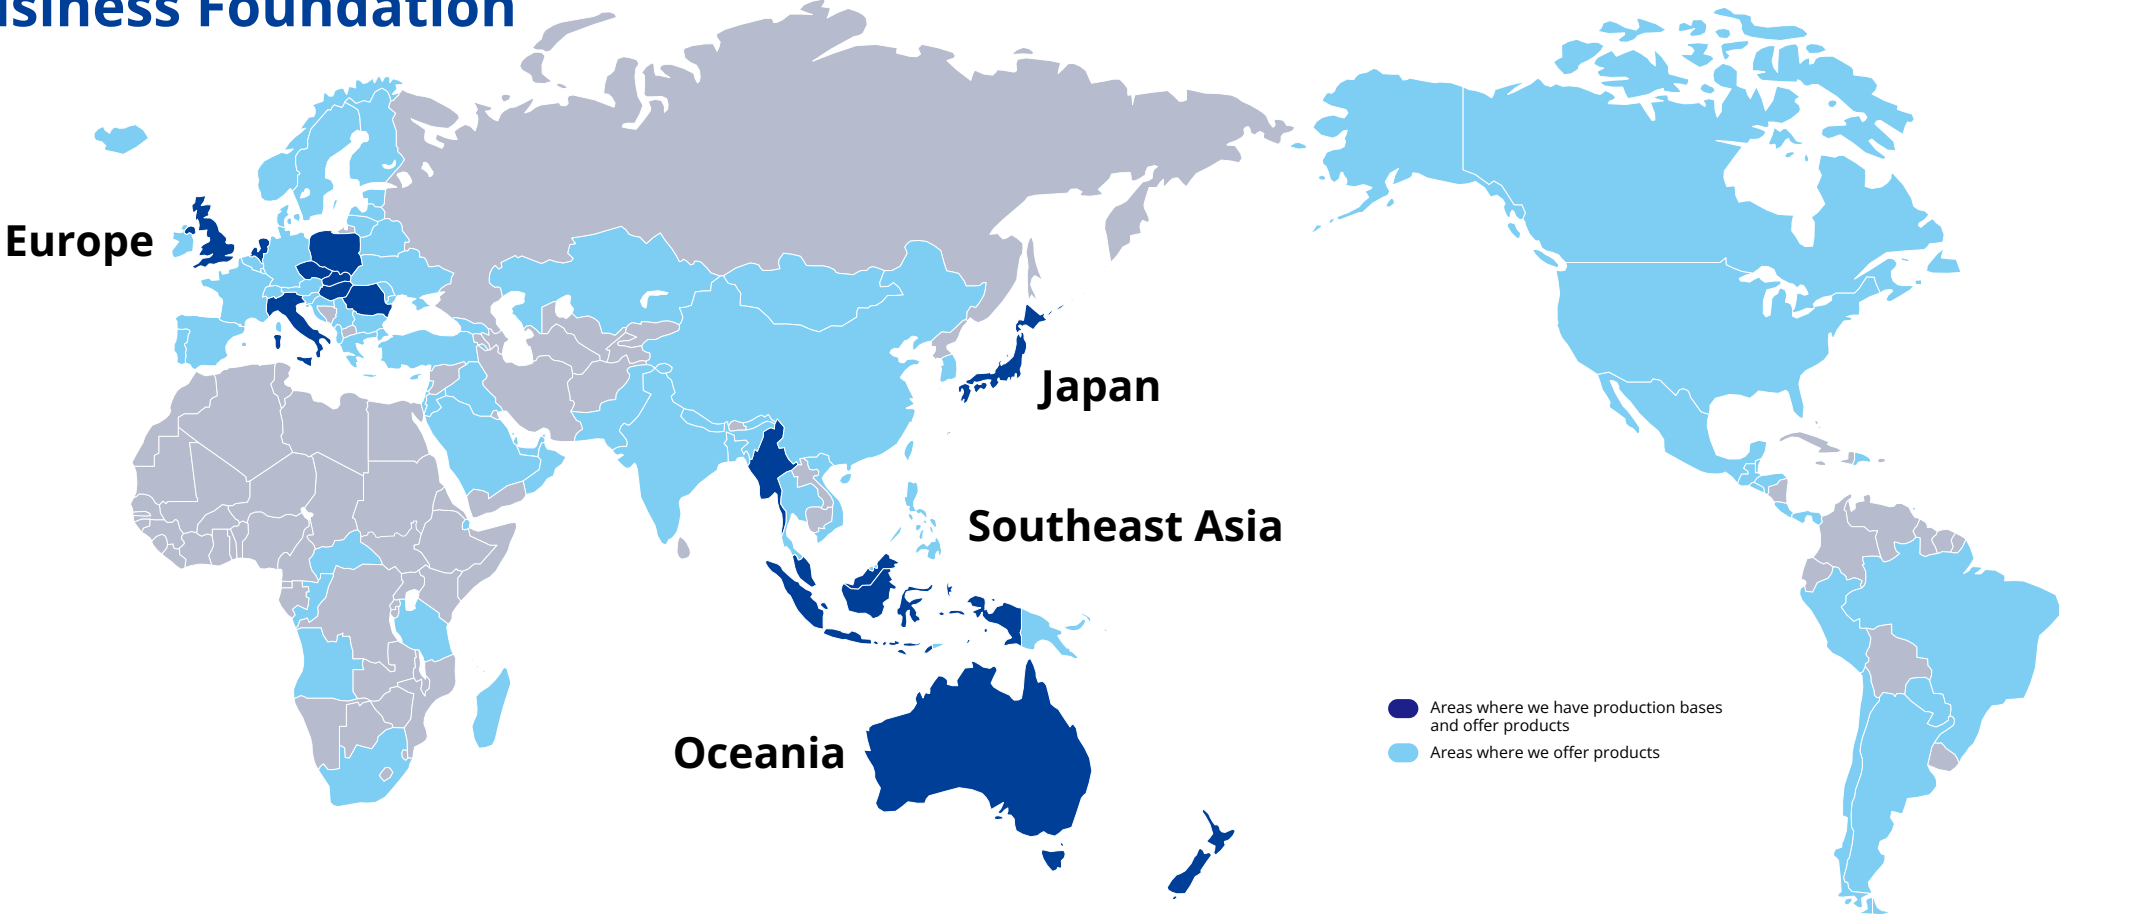 Foundation
Europe
Japan
Southeast Asia
Oceania
Areas where we have production bases
and offer products
Areas where we offer products